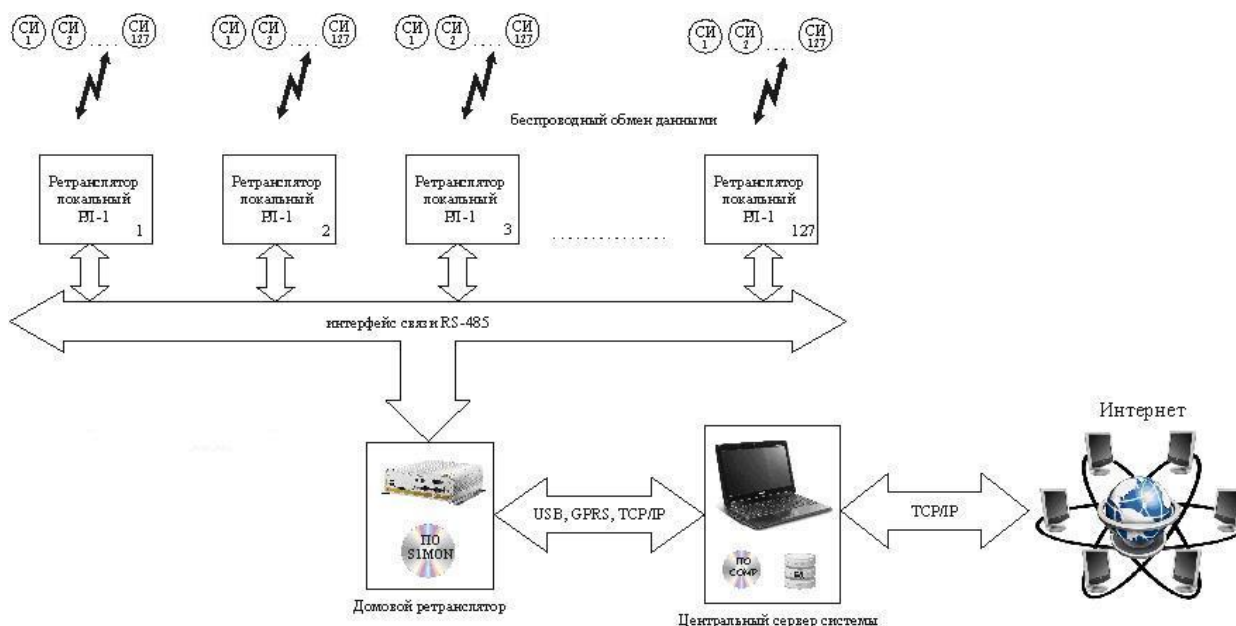 СИ 1 СИ 2 ..... СИ 127
СИ 1 СИ 2 ..... СИ 127
СИ 1 СИ 2 ..... СИ 127
СИ 1 СИ 2 ..... СИ 127
беспроводный обмен данными
Ретранслятор
локальный
РЛ-1
1
Ретранслятор
локальный
РЛ-1
2
Ретранслятор
локальный
РЛ-1
3
Ретранслятор
локальный
РЛ-1
127
интерфейс связи RS-485
ПО
S1MON
Домовой ретранслятор
USB, GPRS, TCP/IP
ПО
COMP
БД
Центральный сервер системы
TCP/IP
Интернет